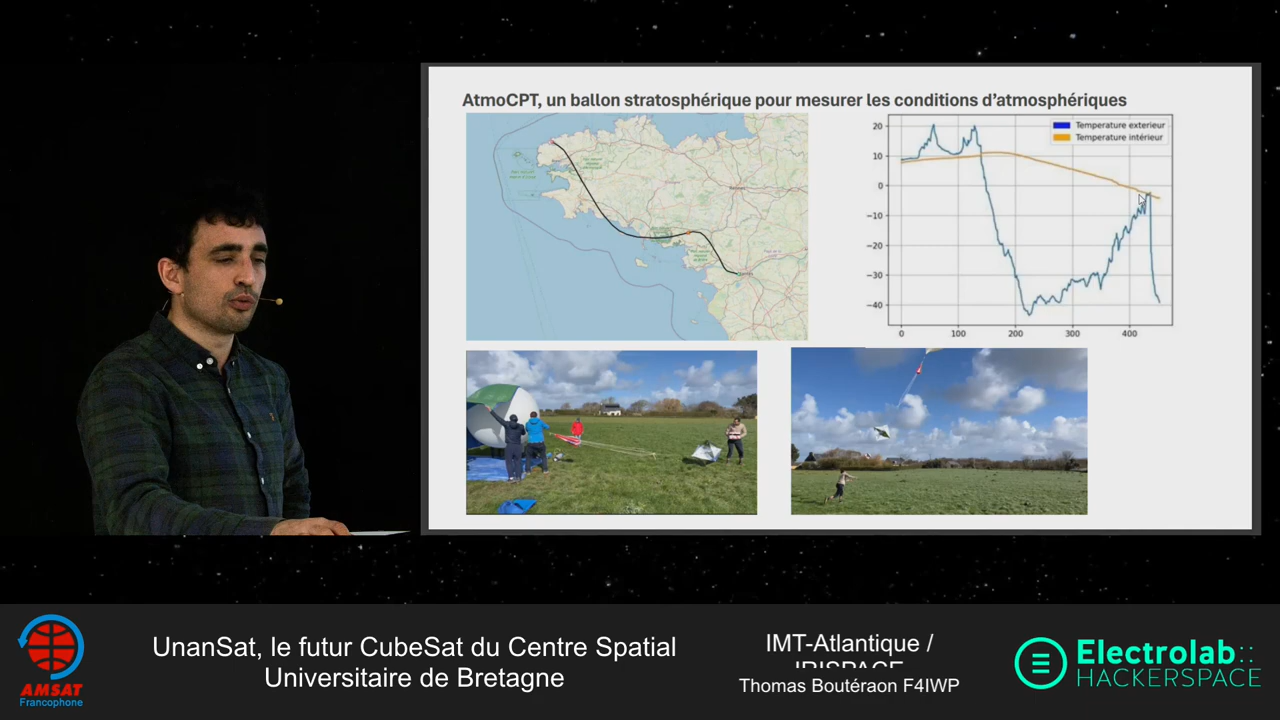 AtmoCPT, un ballon stratosphérique pour mesurer les conditions d'atmosphériques
Temperature exterieur
Temperature intérieur
20
10
0
−10
−20
−30
−40
0
100
200
300
400
AMSAT
Francophone
UnanSat, le futur CubeSat du Centre Spatial
Universitaire de Bretagne
IMT-Atlantique /
IRISPACE
Thomas Boutéraon F4IWP
Electrolab::
HACKERSPACE